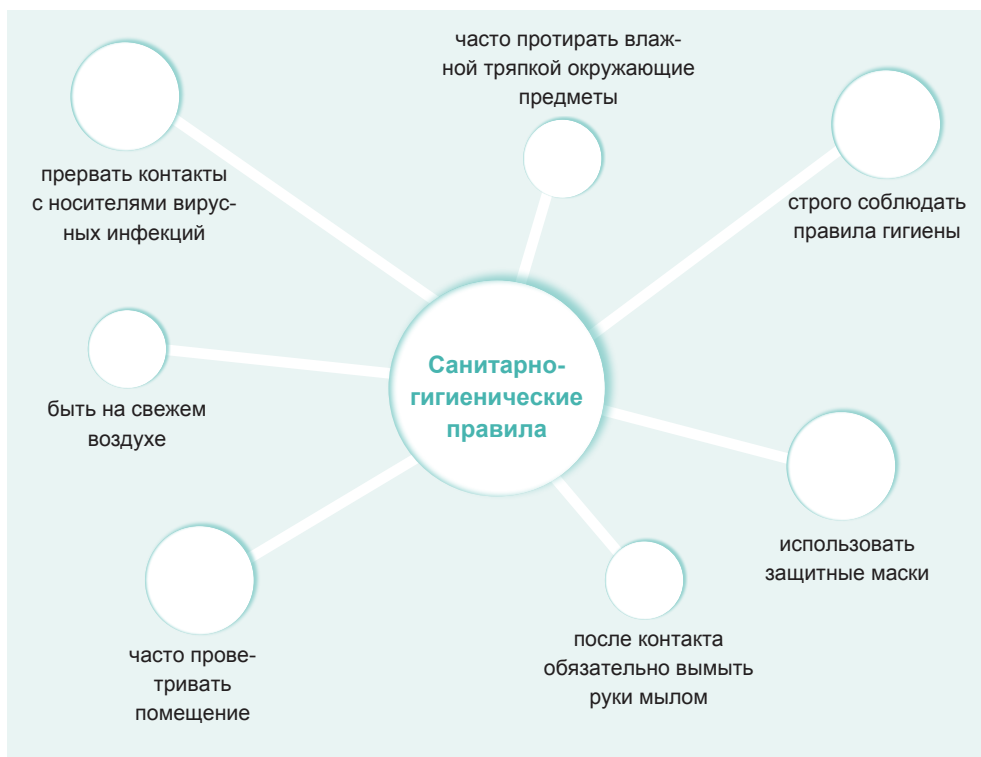 часто протирать влаж-
ной тряпкой окружающие
предметы
прервать контакты
с носителями вирус-
ных инфекций
строго соблюдать
правила гигиены
Санитарно-
гигиенические
правила
быть на свежем
воздухе
использовать
защитные маски
часто прове-
тривать
помещение
после контакта
обязательно вымыть
руки мылом